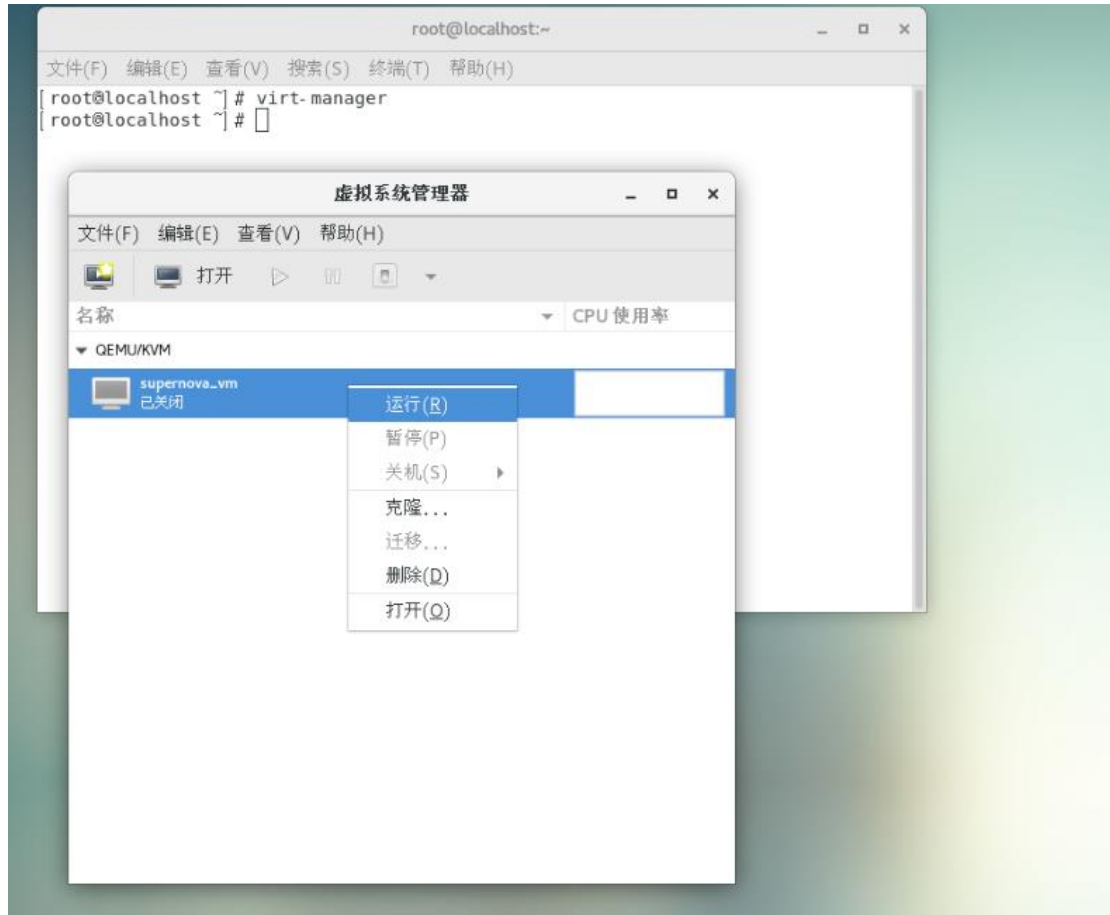 root@localhost:~
文件(F) 编辑(E) 查看(V) 搜索(S) 终端(T) 帮助(H)
[root@localhost ~]# virt-manager
[root@localhost ~]#
虚拟系统管理器
文件(F) 编辑(E) 查看(V) 帮助(H)
打开
名称 CPU 使用率
QEMU/KVM
supernova_vm
已关闭
运行(R)
暂停(P)
关机(S)
克隆...
迁移...
删除(D)
打开(O)